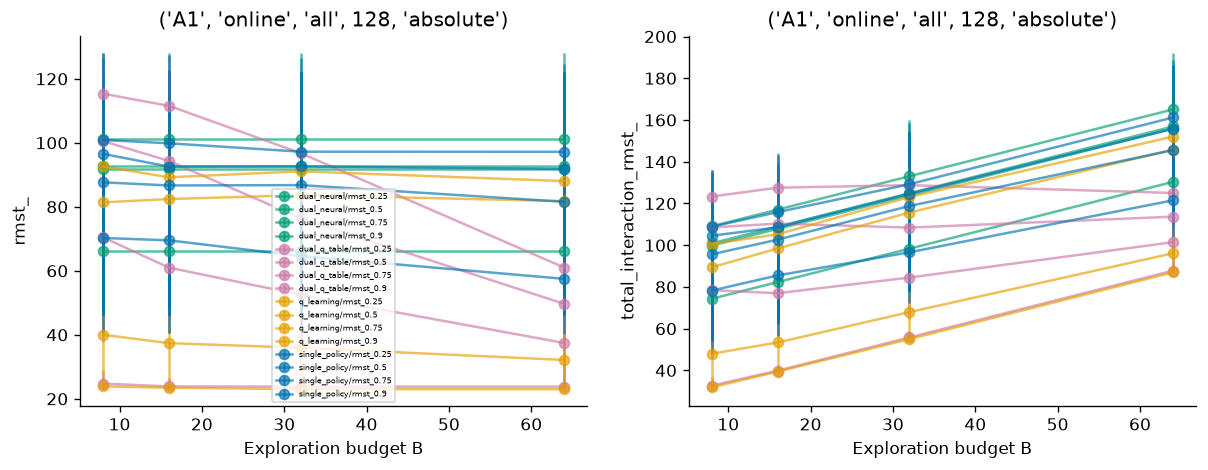 ('A1', 'online', 'all', 128, 'absolute')
rmst_
120
100
80
60
40
20
dual_neural/rmst_0.25
dual_neural/rmst_0.5
dual_neural/rmst_0.75
dual_neural/rmst_0.9
dual_q_table/rmst_0.25
dual_q_table/rmst_0.5
dual_q_table/rmst_0.75
dual_q_table/rmst_0.9
q_learning/rmst_0.25
q_learning/rmst_0.5
q_learning/rmst_0.75
q_learning/rmst_0.9
single_policy/rmst_0.25
single_policy/rmst_0.5
single_policy/rmst_0.75
single_policy/rmst_0.9
10 20 30 40 50 60
Exploration budget B
('A1', 'online', 'all', 128, 'absolute')
total_interaction_rmst_
200
180
160
140
120
100
80
60
40
10 20 30 40 50 60
Exploration budget B